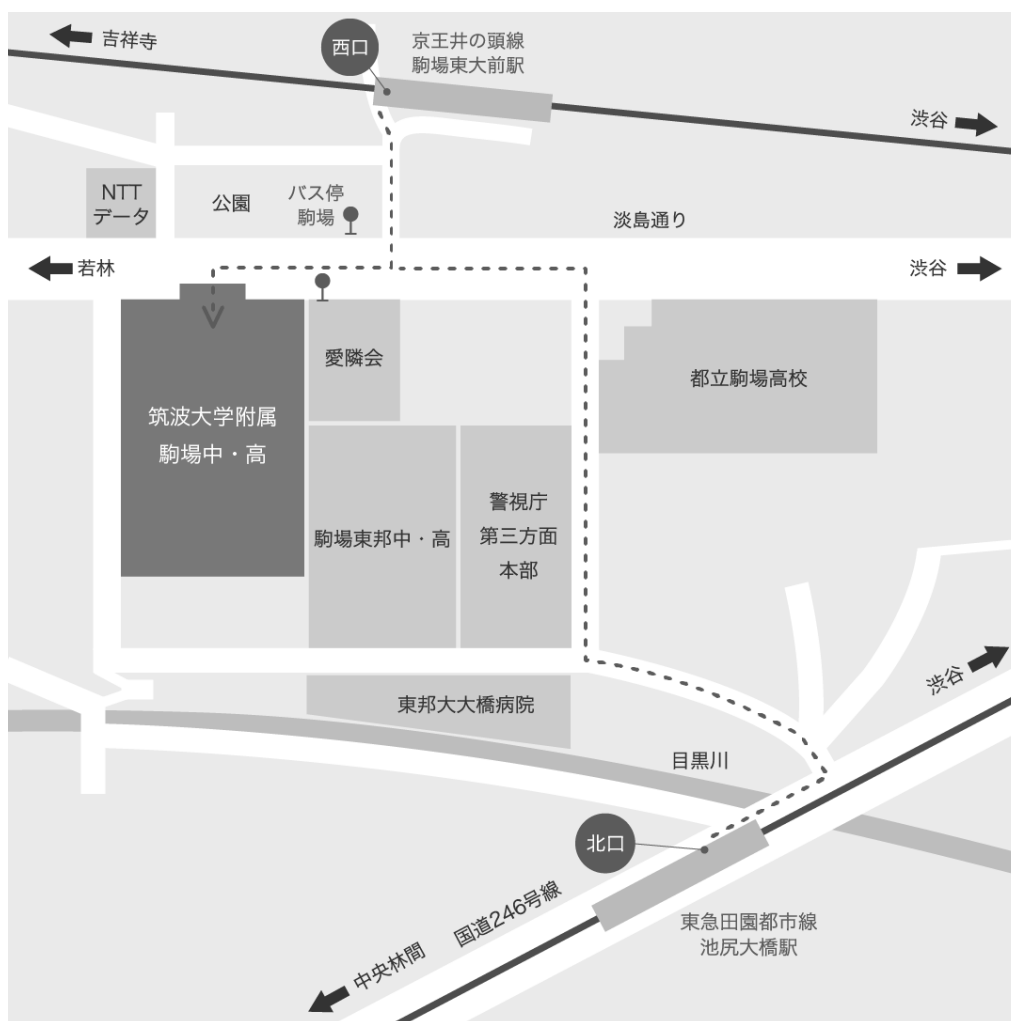 吉祥寺
西口
京王井の頭線
駒場東大前駅
渋谷
NTT
データ
公園
バス停
駒場
淡島通り
若林
渋谷
愛隣会
都立駒場高校
筑波大学附属
駒場中・高
駒場東邦中・高
警視庁
第三方面
本部
東邦大大橋病院
渋谷
目黒川
北口
国道246号線
東急田園都市線
池尻大橋駅
中央林間